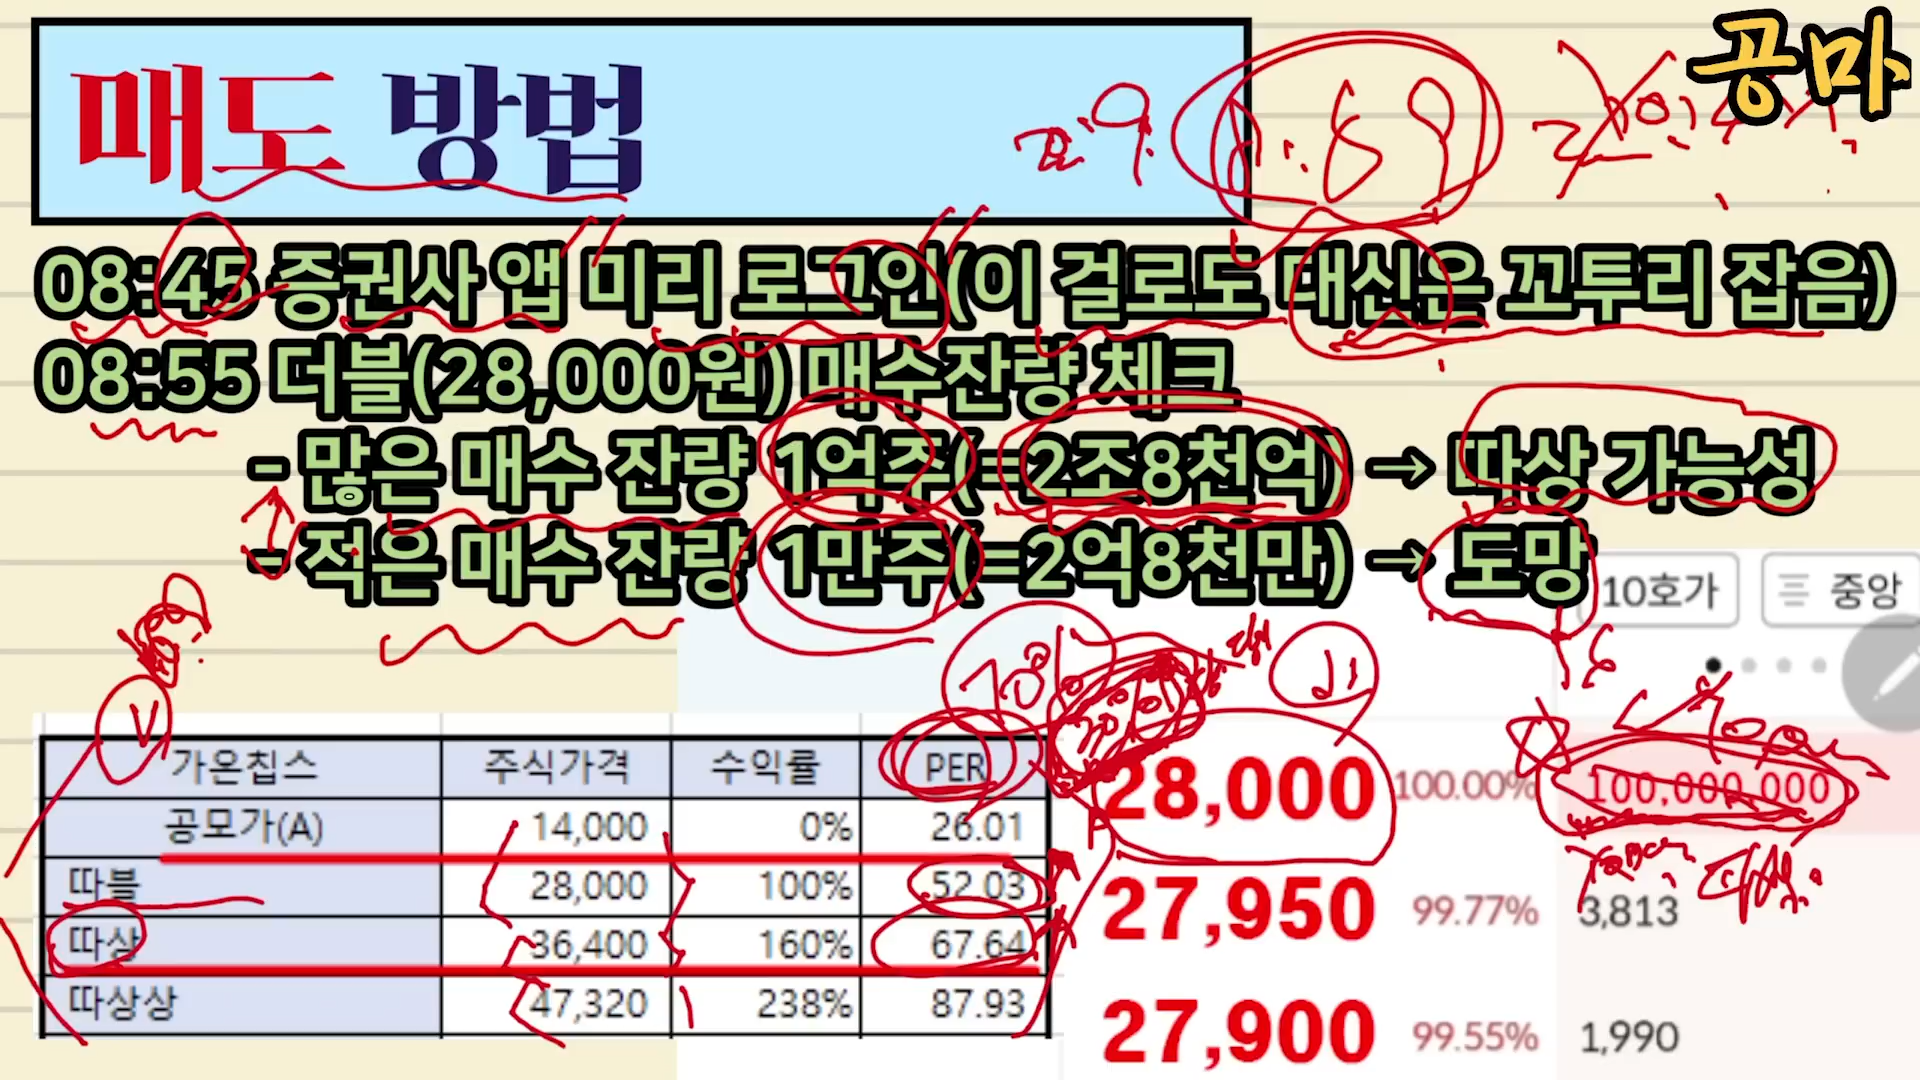 매도 방법
공마
08:45 증권사 앱 미리 로그인(이 걸로도 대신은 꼬투리 잡음)
08:55 더블(28,000원) 매수잔량 체크
- 많은 매수 잔량 1억주(=2조8천억) → 따상 가능성
- 적은 매수 잔량 1만주(=2억8천만) → 도망
10호가 중앙
가온칩스 주식가격 수익률 PER
공모가(A) 14,000 0% 26.01
따블 28,000 100% 52.03
따상 36,400 160% 67.64
따상상 47,320 238% 87.93
28,000 100.00% 100,000,000
27,950 99.77% 3,813
27,900 99.55% 1,990